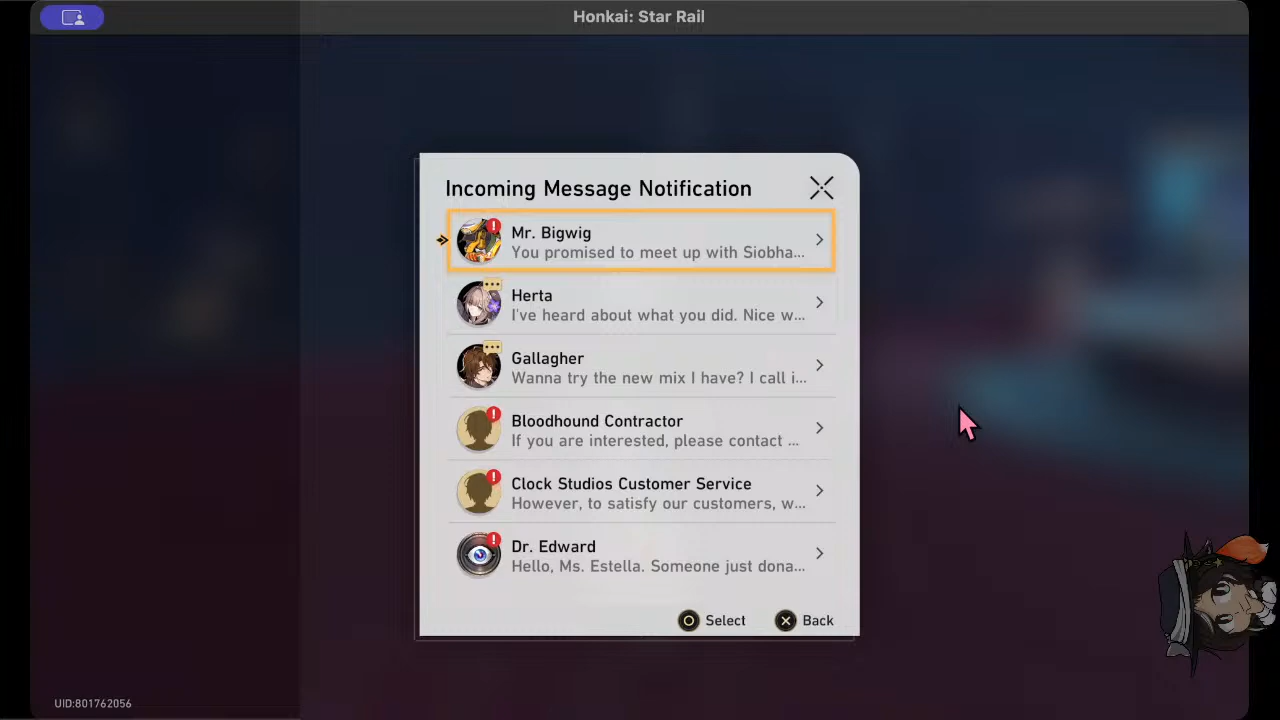 Honkai: Star Rail
Incoming Message Notification
Mr. Bigwig
You promised to meet up with Siobha...
Herta
I've heard about what you did. Nice w...
Gallagher
Wanna try the new mix I have? I call i...
Bloodhound Contractor
If you are interested, please contact ...
Clock Studios Customer Service
However, to satisfy our customers, w...
Dr. Edward
Hello, Ms. Estella. Someone just dona...
Select
Back
UID:801762056